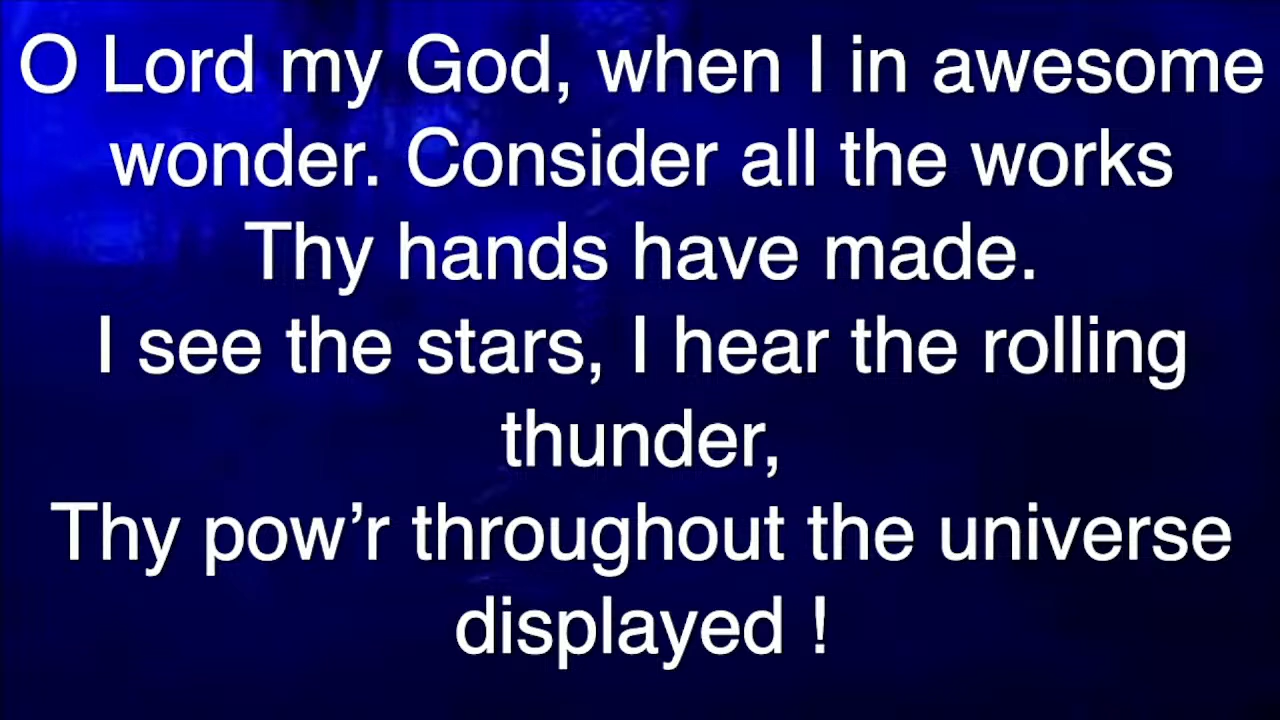 O Lord my God, when I in awesome
wonder. Consider all the works
Thy hands have made.
I see the stars, I hear the rolling
thunder,
Thy pow’r throughout the universe
displayed !